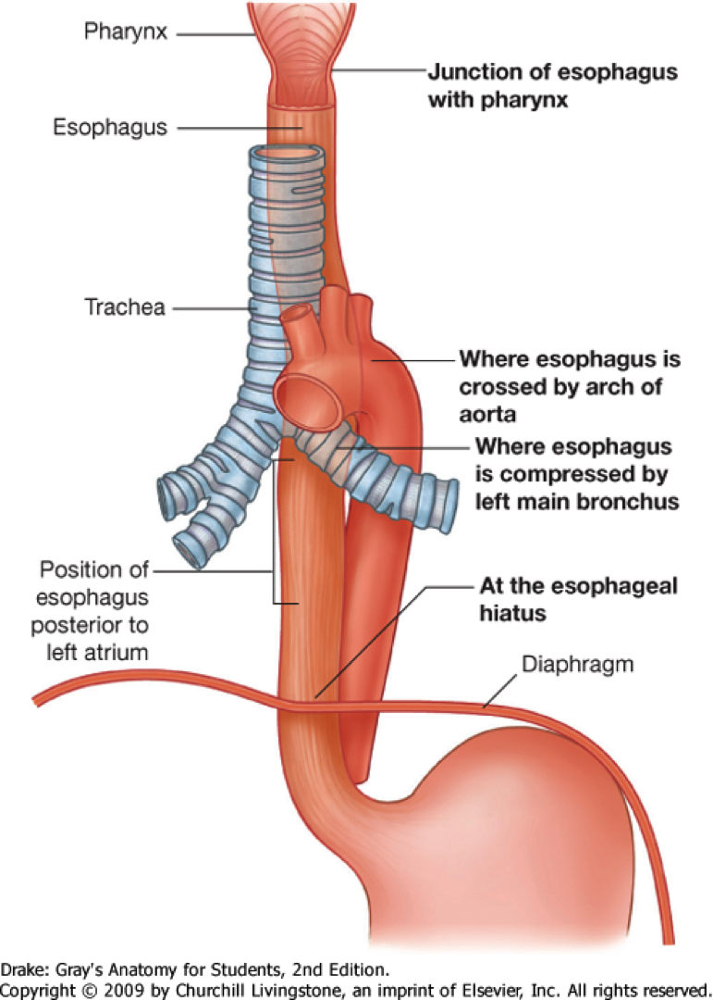 Pharynx
Junction of esophagus
with pharynx
Esophagus
Trachea
Where esophagus is
crossed by arch of
aorta
Where esophagus
is compressed by
left main bronchus
Position of
esophagus
posterior to
left atrium
At the esophageal
hiatus
Diaphragm
Drake: Gray's Anatomy for Students, 2nd Edition.
Copyright © 2009 by Churchill Livingstone, an imprint of Elsevier, Inc. All rights reserved.